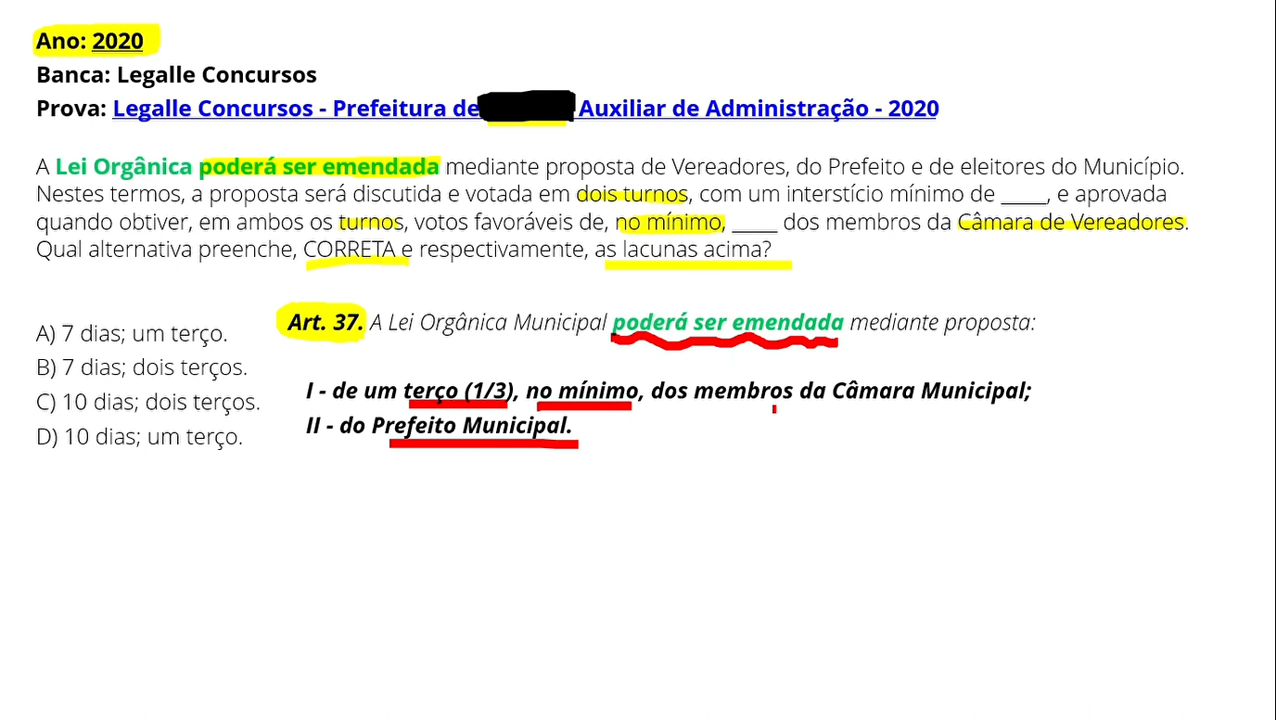 Ano: 2020
Banca: Legalle Concursos
Prova: Legalle Concursos - Prefeitura de Auxiliar de Administração - 2020
A Lei Orgânica poderá ser emendada mediante proposta de Vereadores, do Prefeito e de eleitores do Município.
Nestes termos, a proposta será discutida e votada em dois turnos, com um interstício mínimo de _____, e aprovada
quando obtiver, em ambos os turnos, votos favoráveis de, no mínimo, _____ dos membros da Câmara de Vereadores.
Qual alternativa preenche, CORRETA e respectivamente, as lacunas acima?
Art. 37. A Lei Orgânica Municipal poderá ser emendada mediante proposta:
A) 7 dias; um terço.
B) 7 dias; dois terços.
C) 10 dias; dois terços.
D) 10 dias; um terço.
I - de um terço (1/3), no mínimo, dos membros da Câmara Municipal;
II - do Prefeito Municipal.